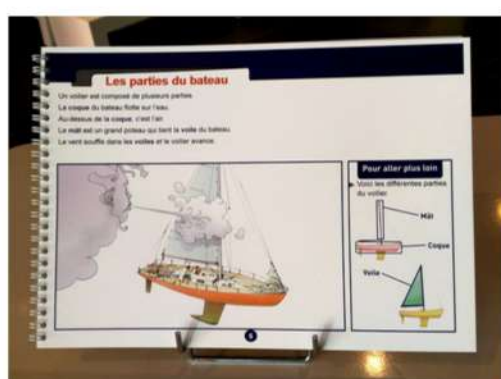 Les parties du bateau
Un voilier est composé de plusieurs parties.
La coque du bateau flotte sur l'eau.
Au-dessus de la coque, c'est l'air.
Le mât est un grand poteau qui tient la voile du bateau.
Le vent souffle dans les voiles et le voilier avance.
Pour aller plus loin
Voici les différentes parties
du voilier.
Mât
Coque
Voile